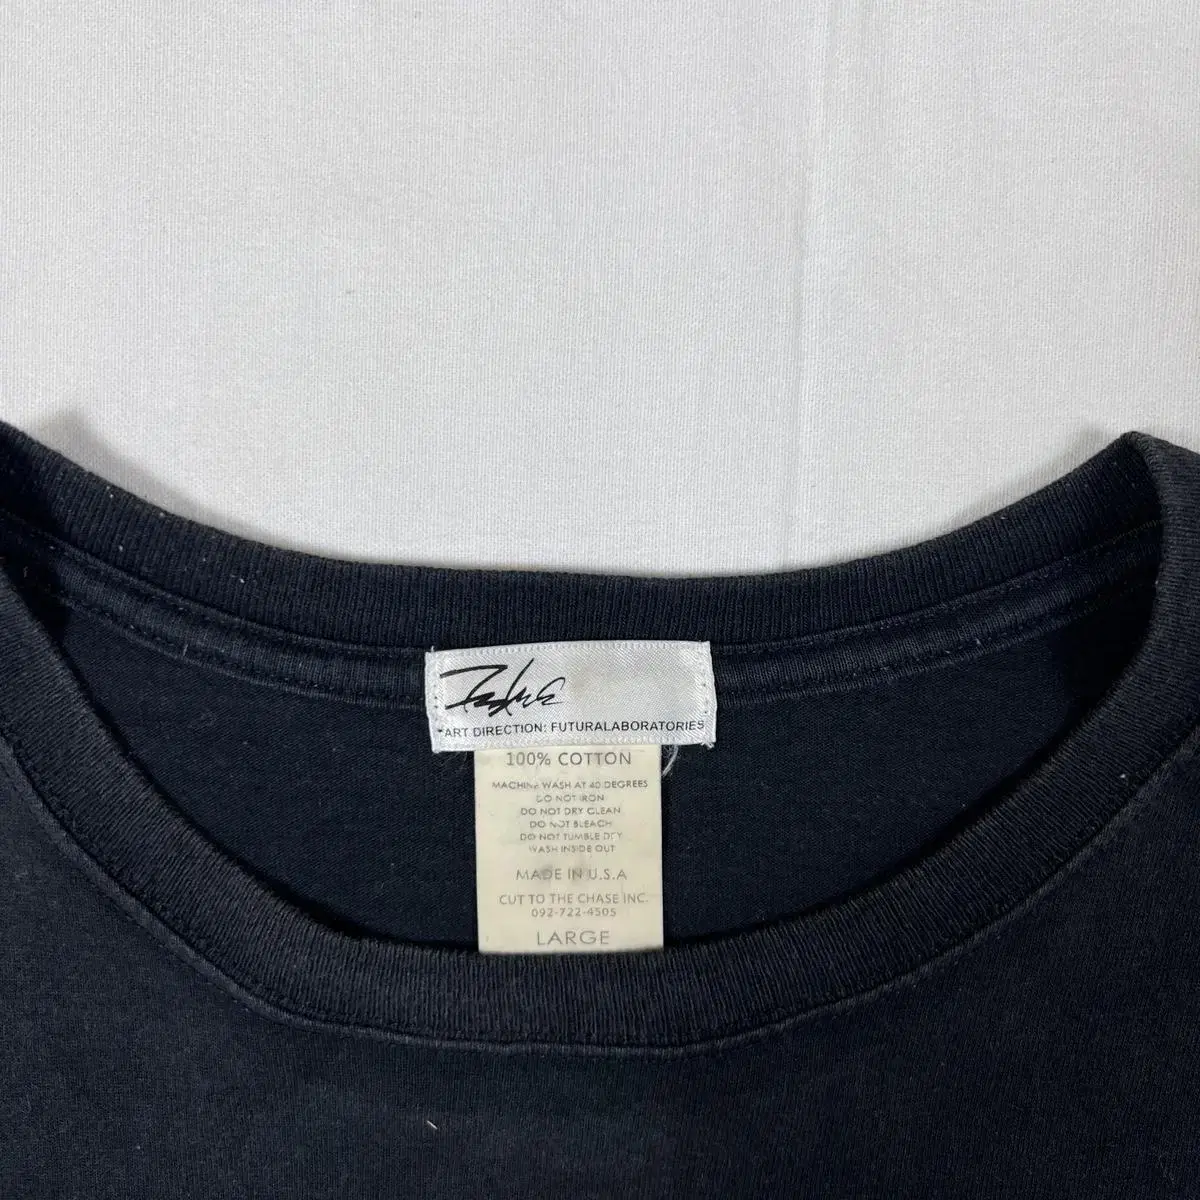 Futura
*ART DIRECTION: FUTURALABORATORIES
100% COTTON
MACHINE WASH AT 40 DEGREES
DO NOT IRON
DO NOT DRY CLEAN
DO NOT BLEACH
DO NOT TUMBLE DRY
WASH INSIDE OUT
MADE IN U.S.A
CUT TO THE CHASE INC.
092-722-4505
LARGE